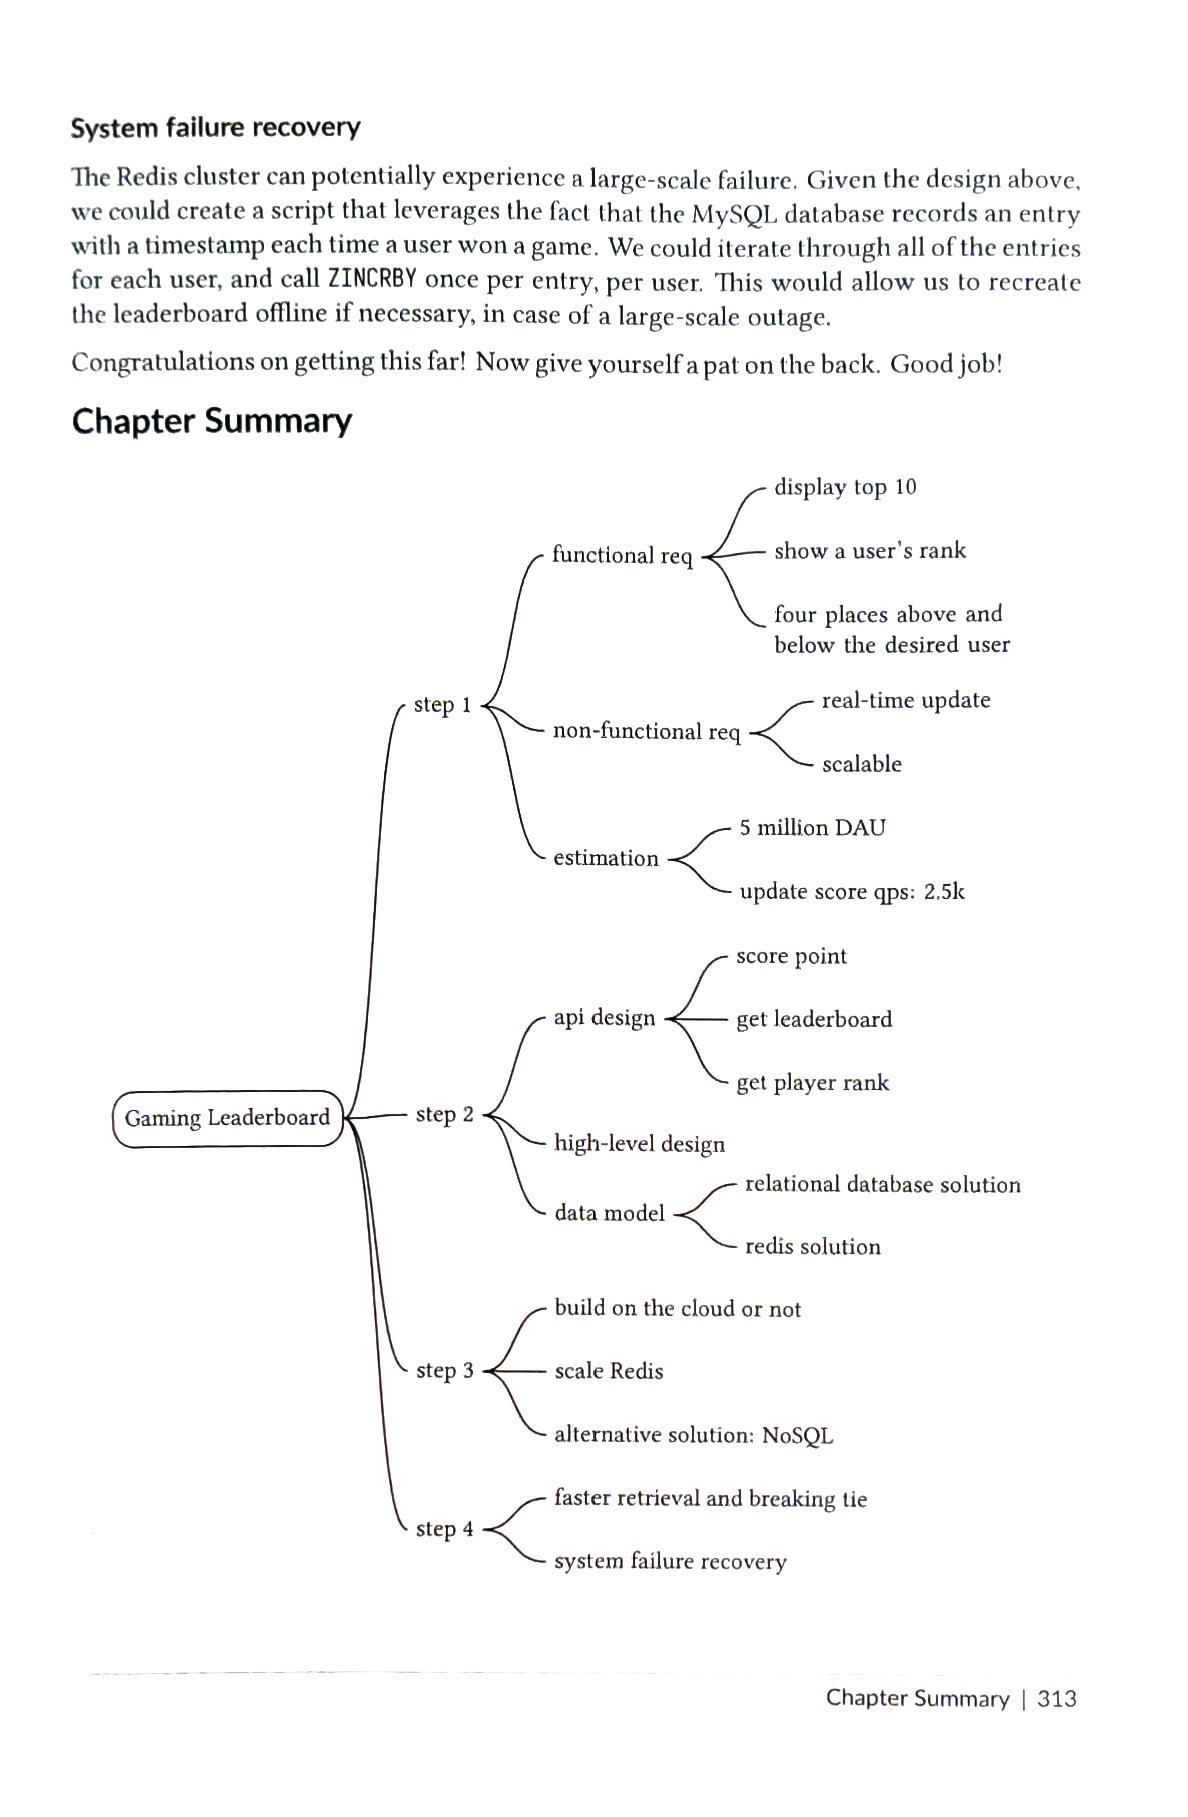 System failure recovery
The Redis cluster can potentially experience a large-scale failure. Given the design above,
we could create a script that leverages the fact that the MySQL database records an entry
with a timestamp each time a user won a game. We could iterate through all of the entries
for each user, and call ZINCRBY once per entry, per user. This would allow us to recreate
the leaderboard offline if necessary, in case of a large-scale outage.
Congratulations on getting this far! Now give yourself a pat on the back. Good job!
Chapter Summary
display top 10
functional req
show a user's rank
four places above and
below the desired user
step 1
real-time update
non-functional req
scalable
5 million DAU
estimation
update score qps: 2.5k
score point
api design
get leaderboard
get player rank
Gaming Leaderboard
step 2
high-level design
relational database solution
data model
redis solution
build on the cloud or not
step 3
scale Redis
alternative solution: NoSQL
faster retrieval and breaking tie
step 4
system failure recovery
Chapter Summary | 313